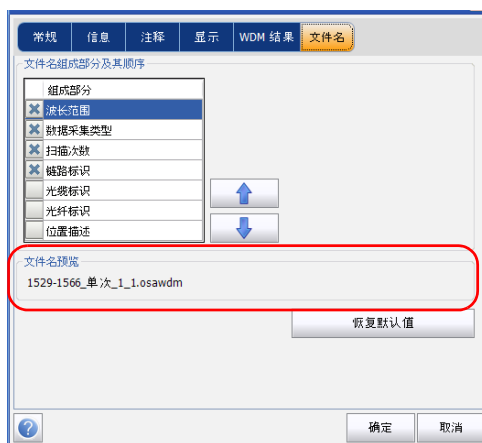 常规 信息 注释 显示 WDM 结果 文件名
文件名组成部分及其顺序
组成部分
波长范围
数据采集类型
扫描次数
链路标识
光缆标识
光纤标识
位置描述
文件名预览
1529-1566_单次_1_1.osawdm
恢复默认值
? 确定 取消